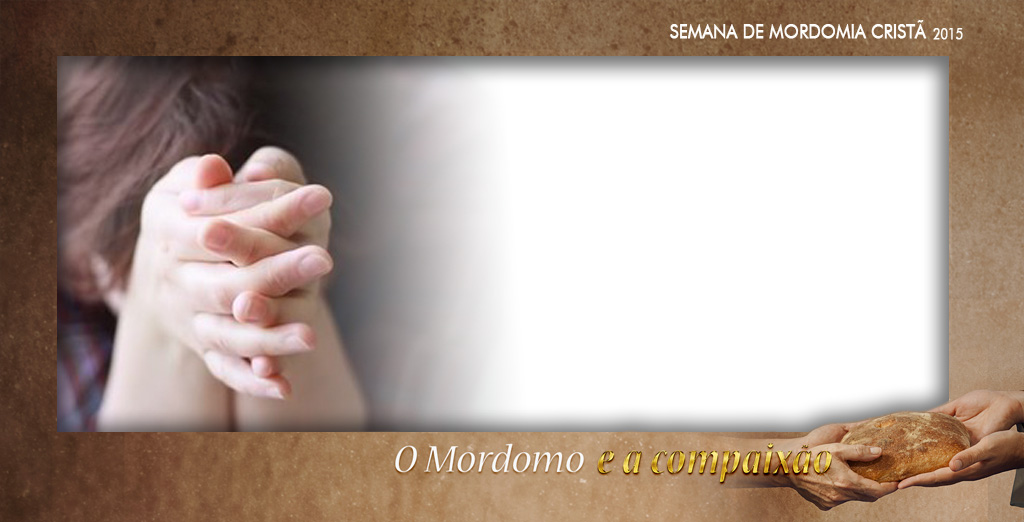 SEMANA DE MORDOMIA CRISTÃ 2015
O Mordomo e a compaixão